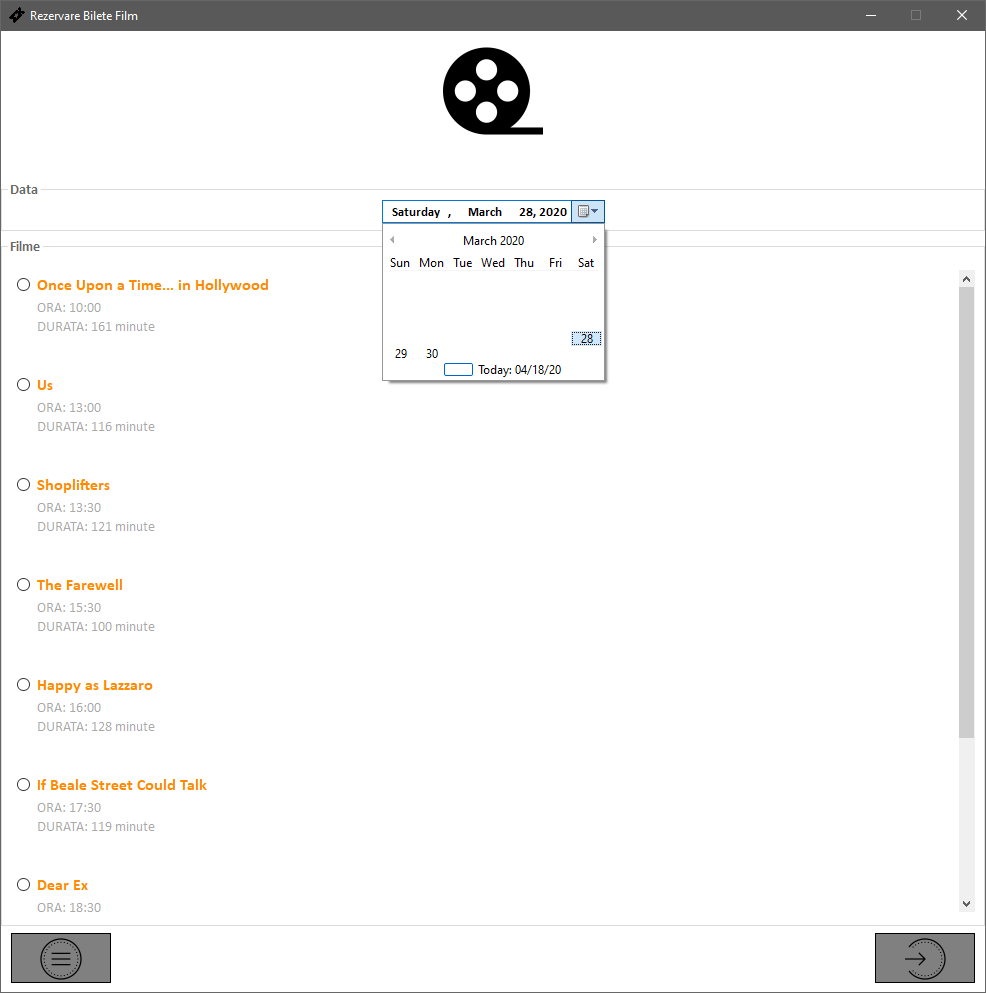 Rezervare Bilete Film
Data
Saturday , March 28, 2020
March 2020
Sun Mon Tue Wed Thu Fri Sat
28
29 30
Today: 04/18/20
Filme
Once Upon a Time... in Hollywood
ORA: 10:00
DURATA: 161 minute
Us
ORA: 13:00
DURATA: 116 minute
Shoplifters
ORA: 13:30
DURATA: 121 minute
The Farewell
ORA: 15:30
DURATA: 100 minute
Happy as Lazzaro
ORA: 16:00
DURATA: 128 minute
If Beale Street Could Talk
ORA: 17:30
DURATA: 119 minute
Dear Ex
ORA: 18:30